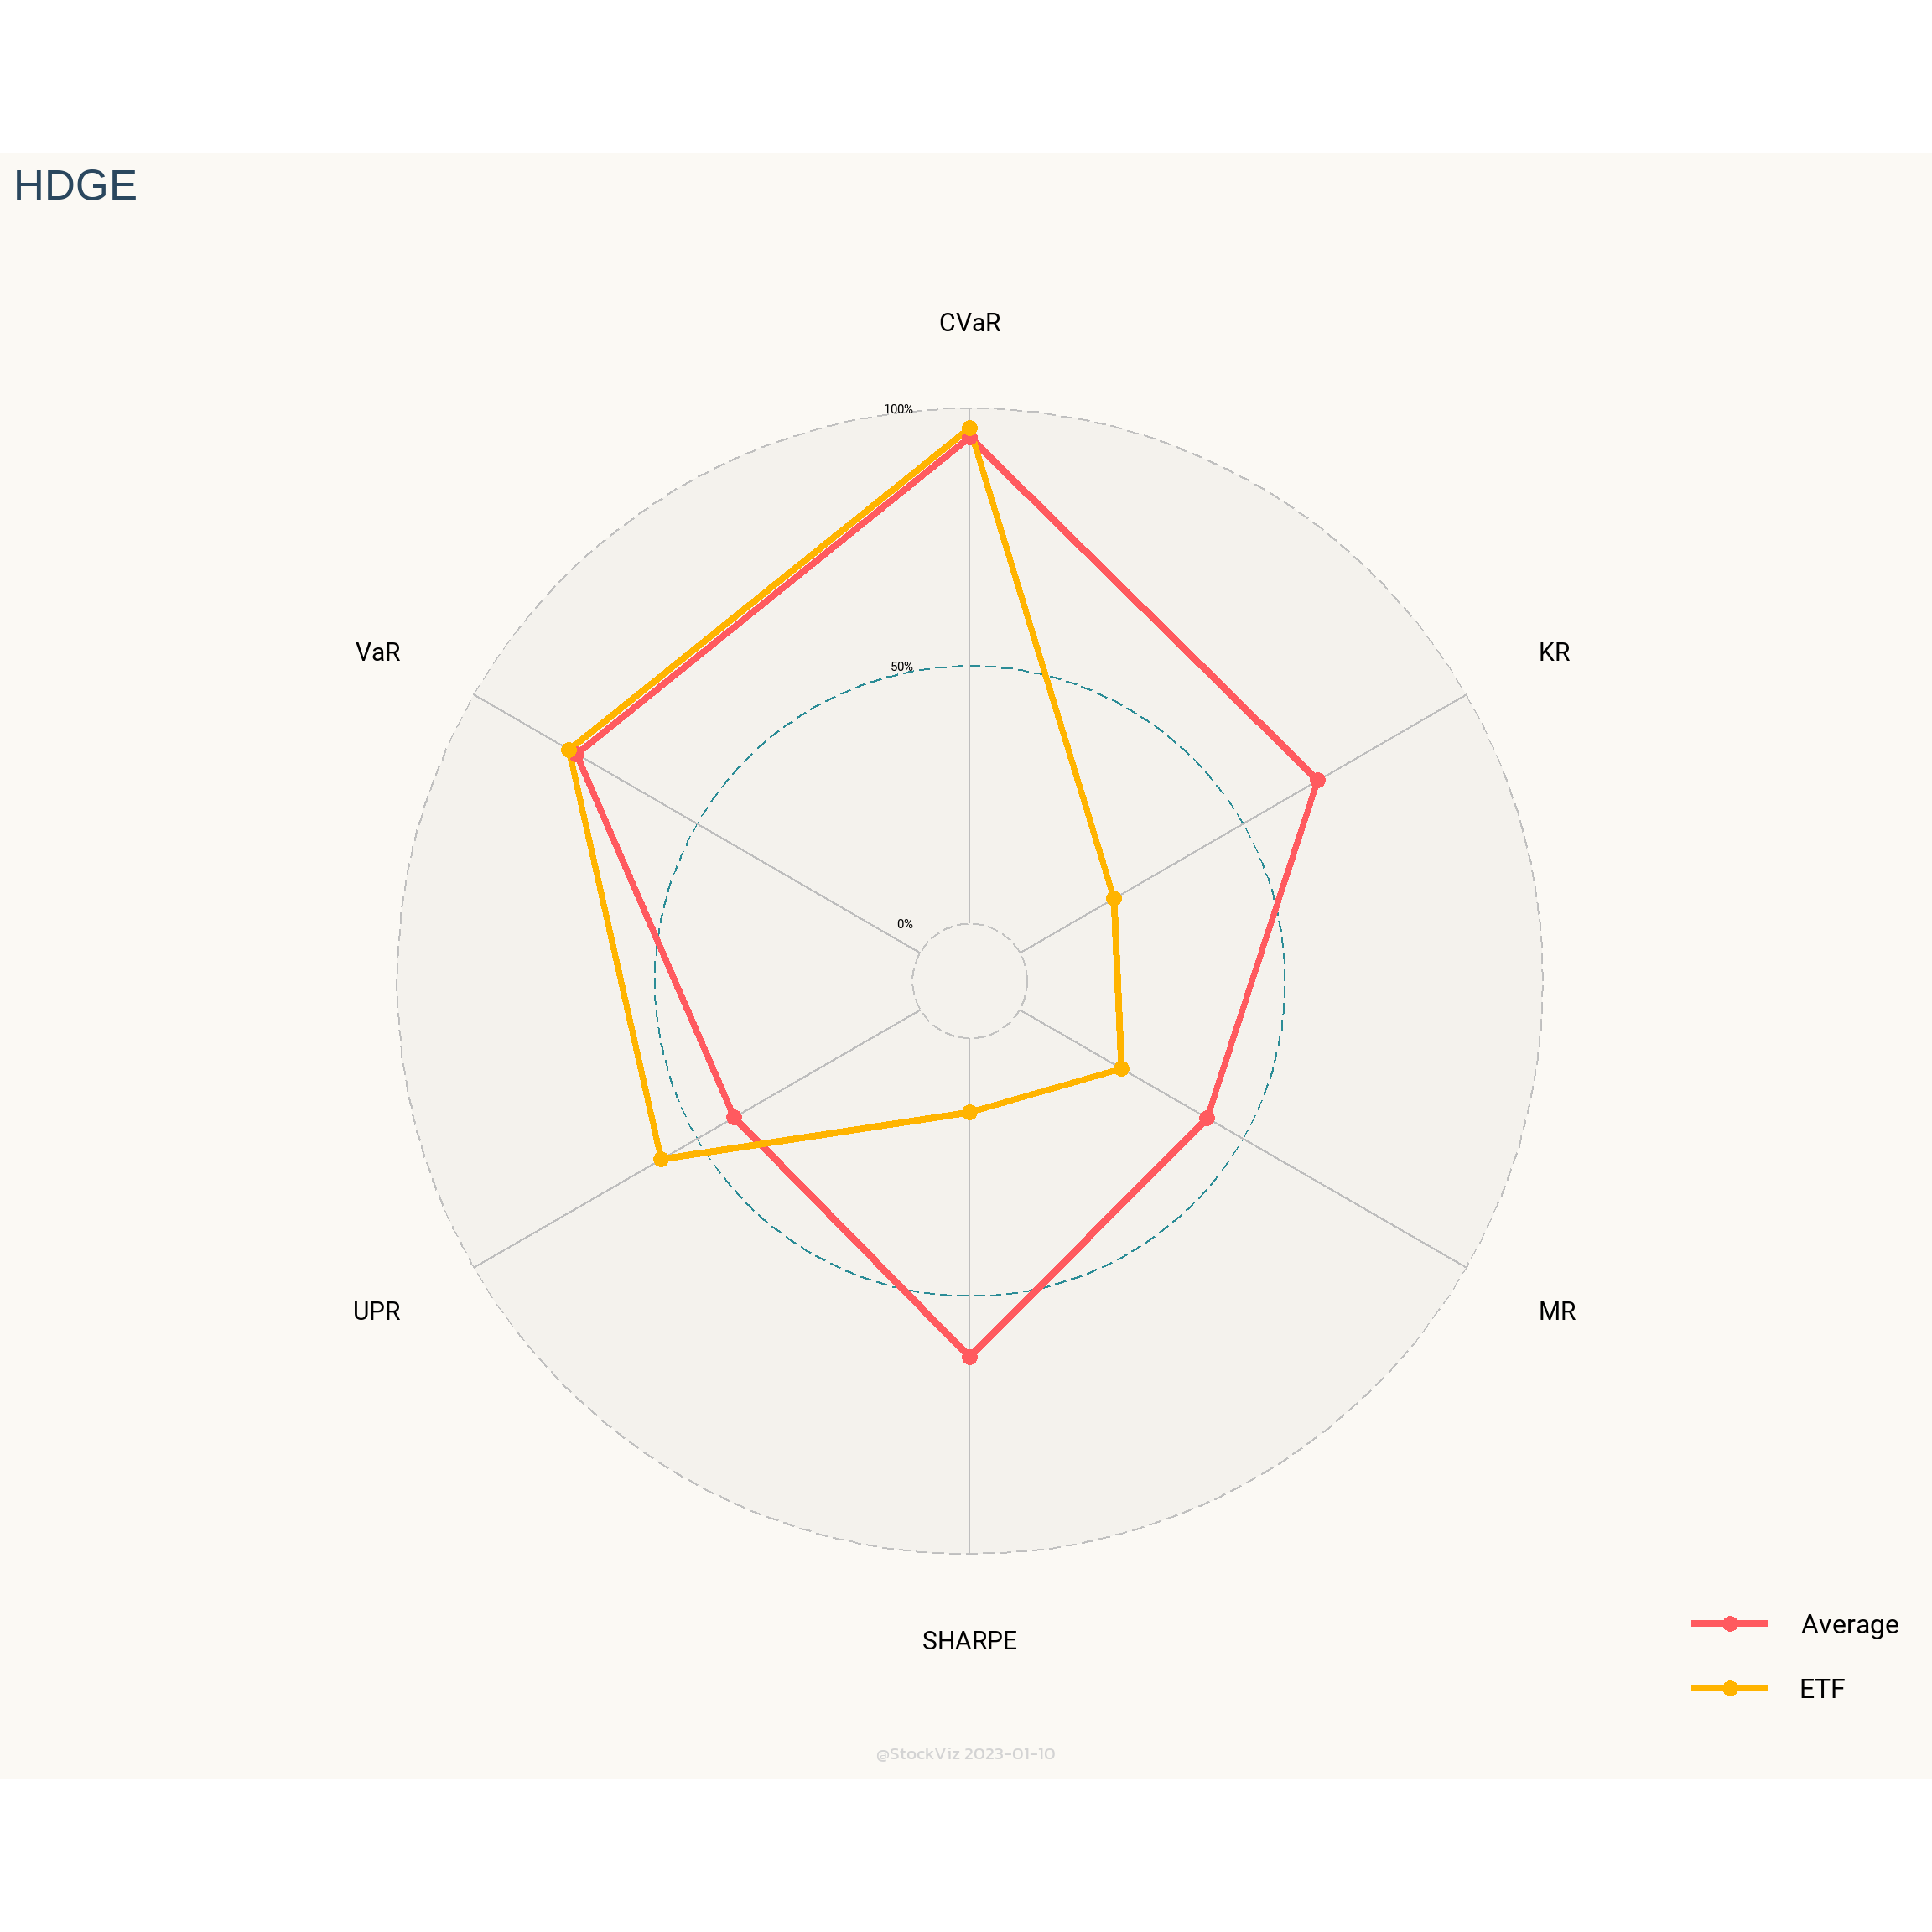 HDGE
CVaR
100%
KR
VaR
50%
0%
UPR
MR
SHARPE
Average
ETF
@StockViz 2023-01-10